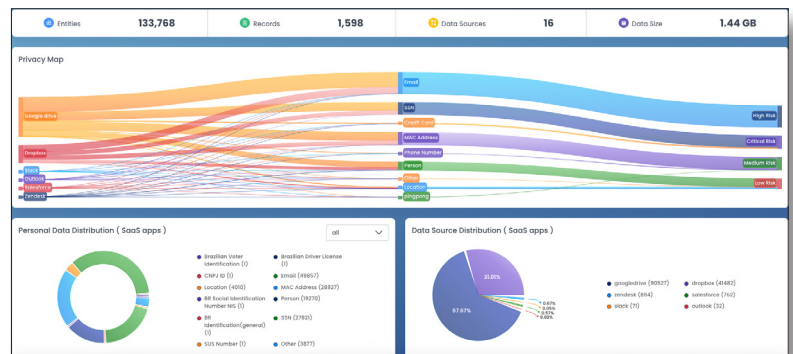 Entities 133,768 Records 1,598 Data Sources 16 Data Size 1.44 GB
Privacy Map
Google drive
Dropbox
Slack
Outlook
Salesforce
Zendesk
Email
SSN
Credit Card
MAC Address
Phone Number
Person
Other
Location
pingpong
High Risk
Critical Risk
Medium Risk
Low Risk
Personal Data Distribution ( SaaS apps )
all
Brazilian Voter
Identification (1)
CNPJ ID (1)
Location (4010)
BR Social Identification
Number NIS (1)
BR
Identification(general)
(1)
SUS Number (1)
Brazilian Driver License
(1)
Email (49857)
MAC Address (28927)
Person (19270)
SSN (27821)
Other (3877)
Data Source Distribution ( SaaS apps )
31.01%
67.67%
0.67%
0.05%
0.57%
0.02%
googledrive (90527)
dropbox (41482)
zendesk (894)
salesforce (762)
slack (71)
outlook (32)